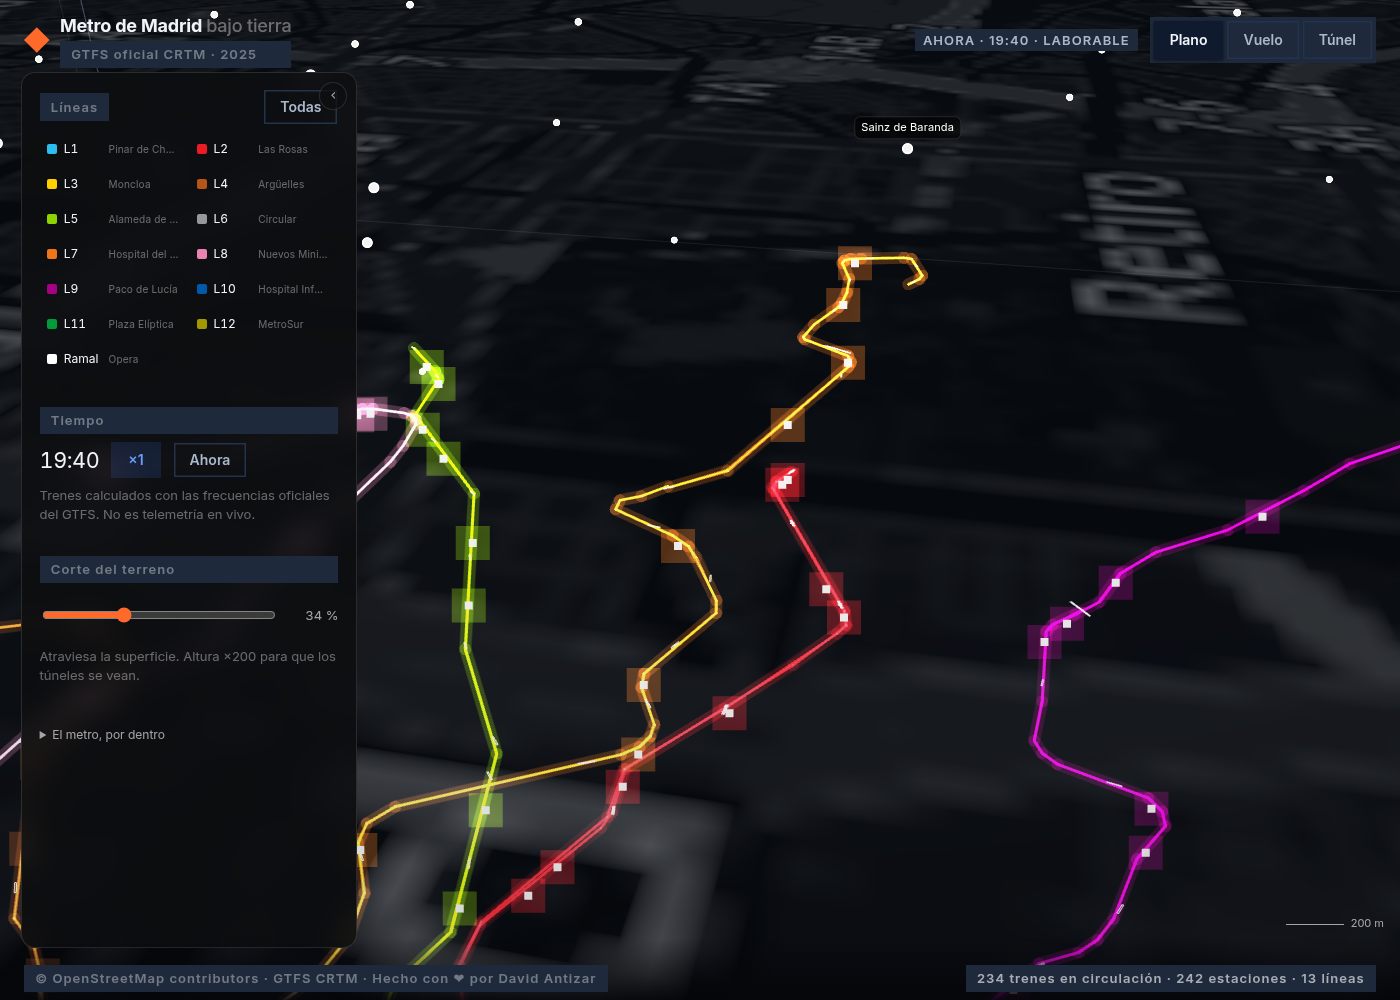 Metro de Madrid bajo tierra
GTFS oficial CRTM · 2025
AHORA · 19:40 · LABORABLE
Plano
Vuelo
Túnel
Líneas
Todas
L1 Pinar de Ch...
L2 Las Rosas
L3 Moncloa
L4 Argüelles
L5 Alameda de ...
L6 Circular
L7 Hospital del ...
L8 Nuevos Mini...
L9 Paco de Lucía
L10 Hospital Inf...
L11 Plaza Elíptica
L12 MetroSur
Ramal Opera
Tiempo
19:40 ×1 Ahora
Trenes calculados con las frecuencias oficiales
del GTFS. No es telemetría en vivo.
Corte del terreno
34 %
Atraviesa la superficie. Altura ×200 para que los
túneles se vean.
El metro, por dentro
Sainz de Baranda
200 m
© OpenStreetMap contributors · GTFS CRTM · Hecho con ❤ por David Antizar
234 trenes en circulación · 242 estaciones · 13 líneas